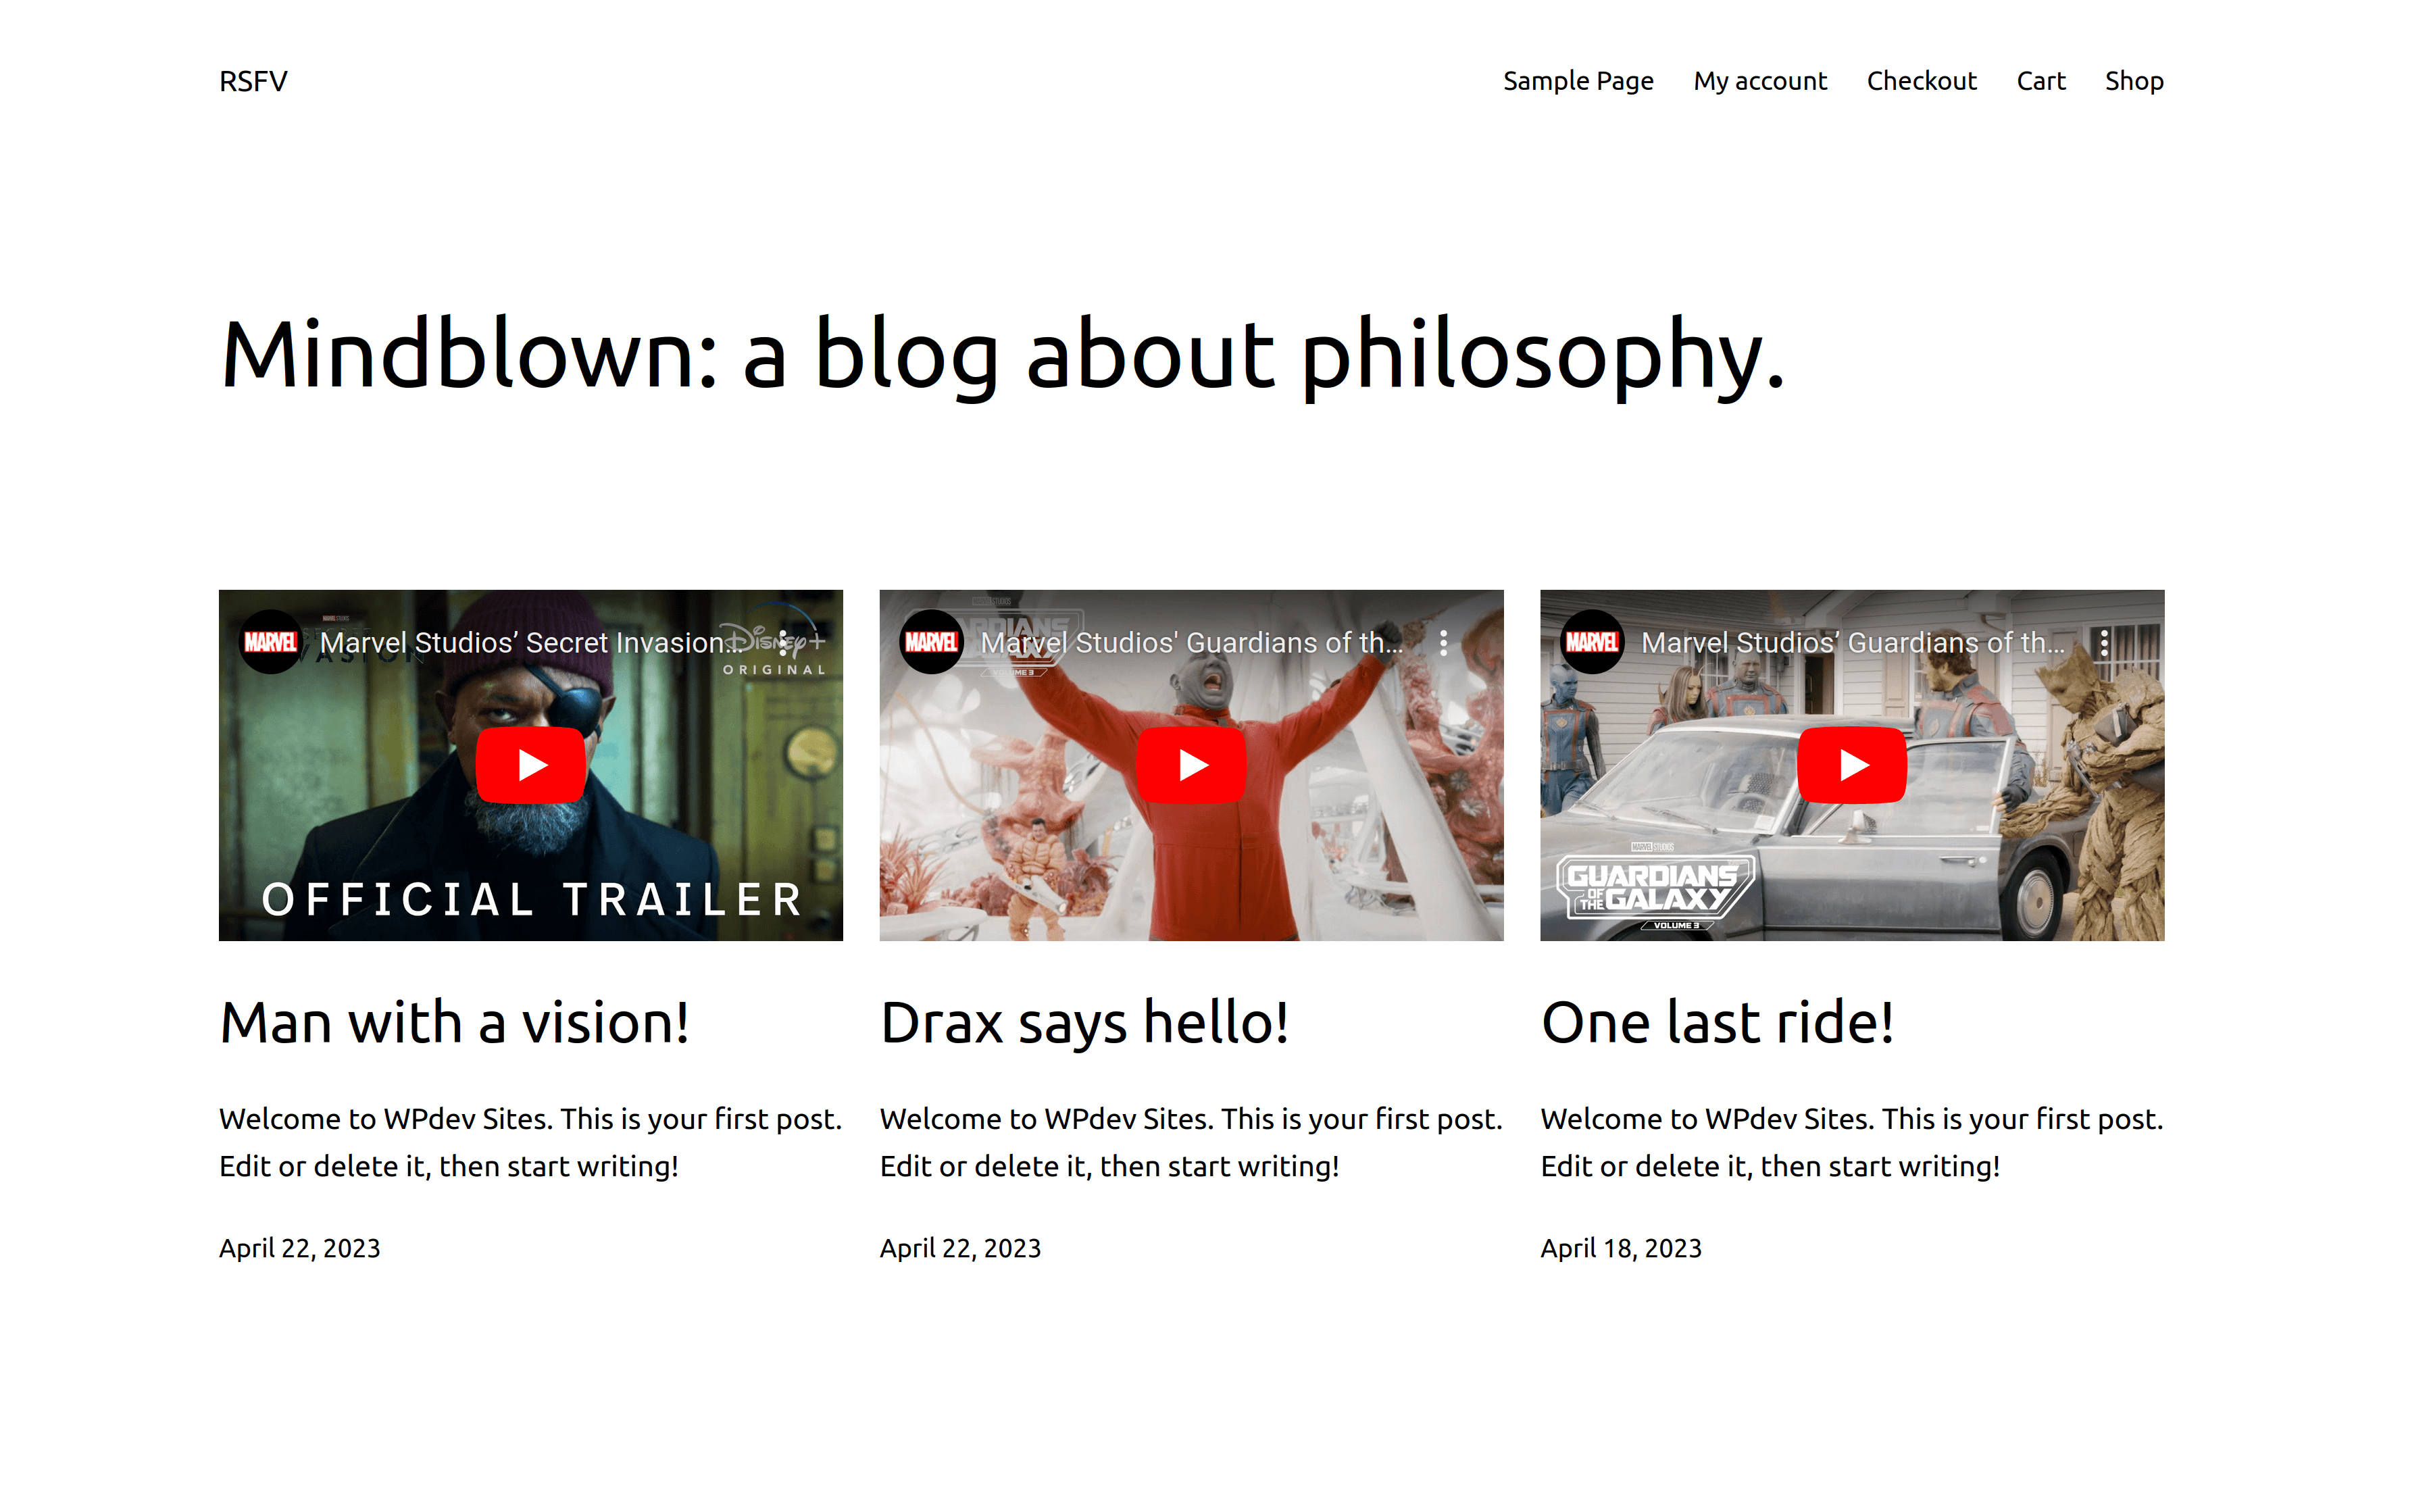 RSFV
Sample Page
My account
Checkout
Cart
Shop
Mindblown: a blog about philosophy.
MARVEL
Marvel Studios’ Secret Invasion...
Disney+
ORIGINAL
OFFICIAL TRAILER
MARVEL
Marvel Studios' Guardians of th...
VOLUME 3
MARVEL
Marvel Studios’ Guardians of th...
MARVEL STUDIOS
GUARDIANS
OF THE GALAXY
VOLUME 3
Man with a vision!
Drax says hello!
One last ride!
Welcome to WPdev Sites. This is your first post.
Edit or delete it, then start writing!
Welcome to WPdev Sites. This is your first post.
Edit or delete it, then start writing!
Welcome to WPdev Sites. This is your first post.
Edit or delete it, then start writing!
April 22, 2023
April 22, 2023
April 18, 2023